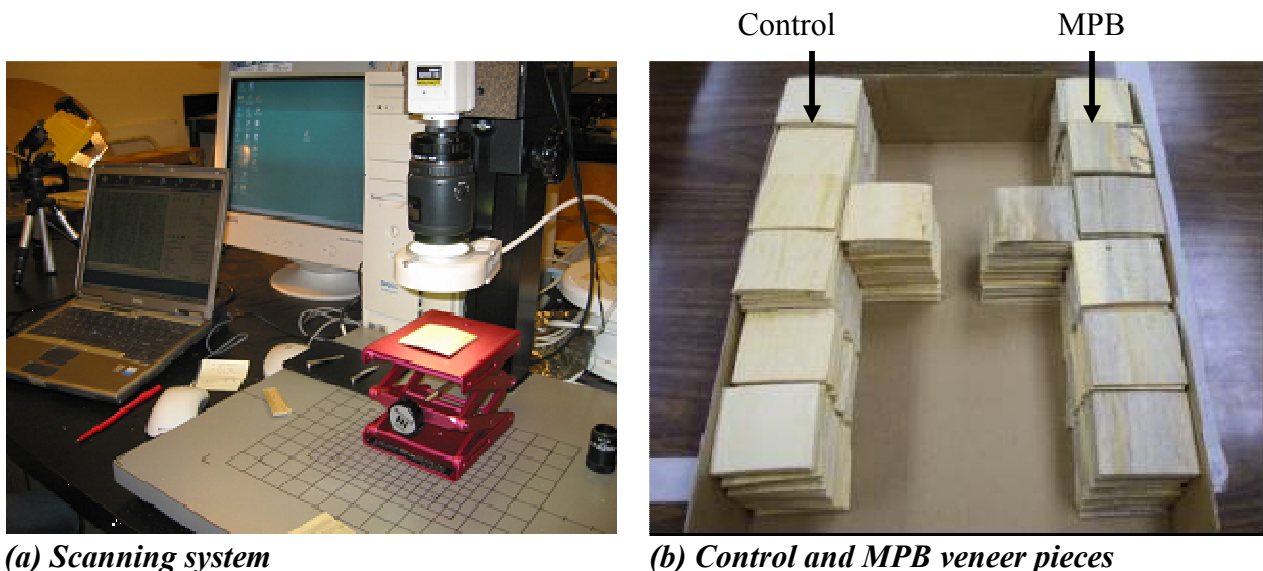 Control
MPB
(a) Scanning system
(b) Control and MPB veneer pieces